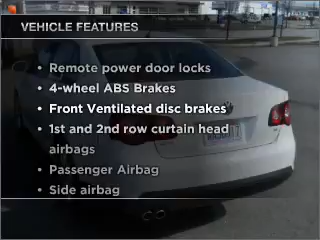 VEHICLE FEATURES
• Remote power door locks
• 4-wheel ABS Brakes
• Front Ventilated disc brakes
• 1st and 2nd row curtain head
airbags
• Passenger Airbag
• Side airbag